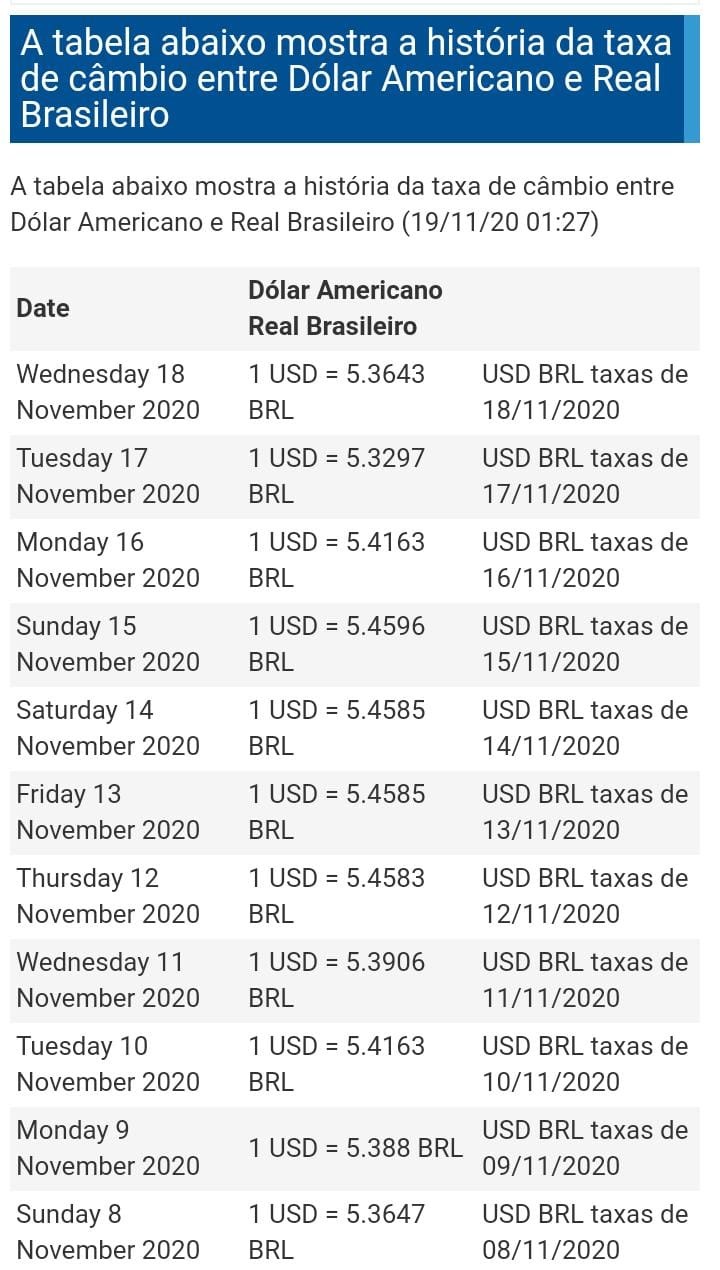 A tabela abaixo mostra a história da taxa
de câmbio entre Dólar Americano e Real
Brasileiro
A tabela abaixo mostra a história da taxa de câmbio entre
Dólar Americano e Real Brasileiro (19/11/20 01:27)
Date
Dólar Americano
Real Brasileiro
Wednesday 18
November 2020
1 USD = 5.3643
BRL
USD BRL taxas de
18/11/2020
Tuesday 17
November 2020
1 USD = 5.3297
BRL
USD BRL taxas de
17/11/2020
Monday 16
November 2020
1 USD = 5.4163
BRL
USD BRL taxas de
16/11/2020
Sunday 15
November 2020
1 USD = 5.4596
BRL
USD BRL taxas de
15/11/2020
Saturday 14
November 2020
1 USD = 5.4585
BRL
USD BRL taxas de
14/11/2020
Friday 13
November 2020
1 USD = 5.4585
BRL
USD BRL taxas de
13/11/2020
Thursday 12
November 2020
1 USD = 5.4583
BRL
USD BRL taxas de
12/11/2020
Wednesday 11
November 2020
1 USD = 5.3906
BRL
USD BRL taxas de
11/11/2020
Tuesday 10
November 2020
1 USD = 5.4163
BRL
USD BRL taxas de
10/11/2020
Monday 9
November 2020
1 USD = 5.388 BRL
USD BRL taxas de
09/11/2020
Sunday 8
November 2020
1 USD = 5.3647
BRL
USD BRL taxas de
08/11/2020